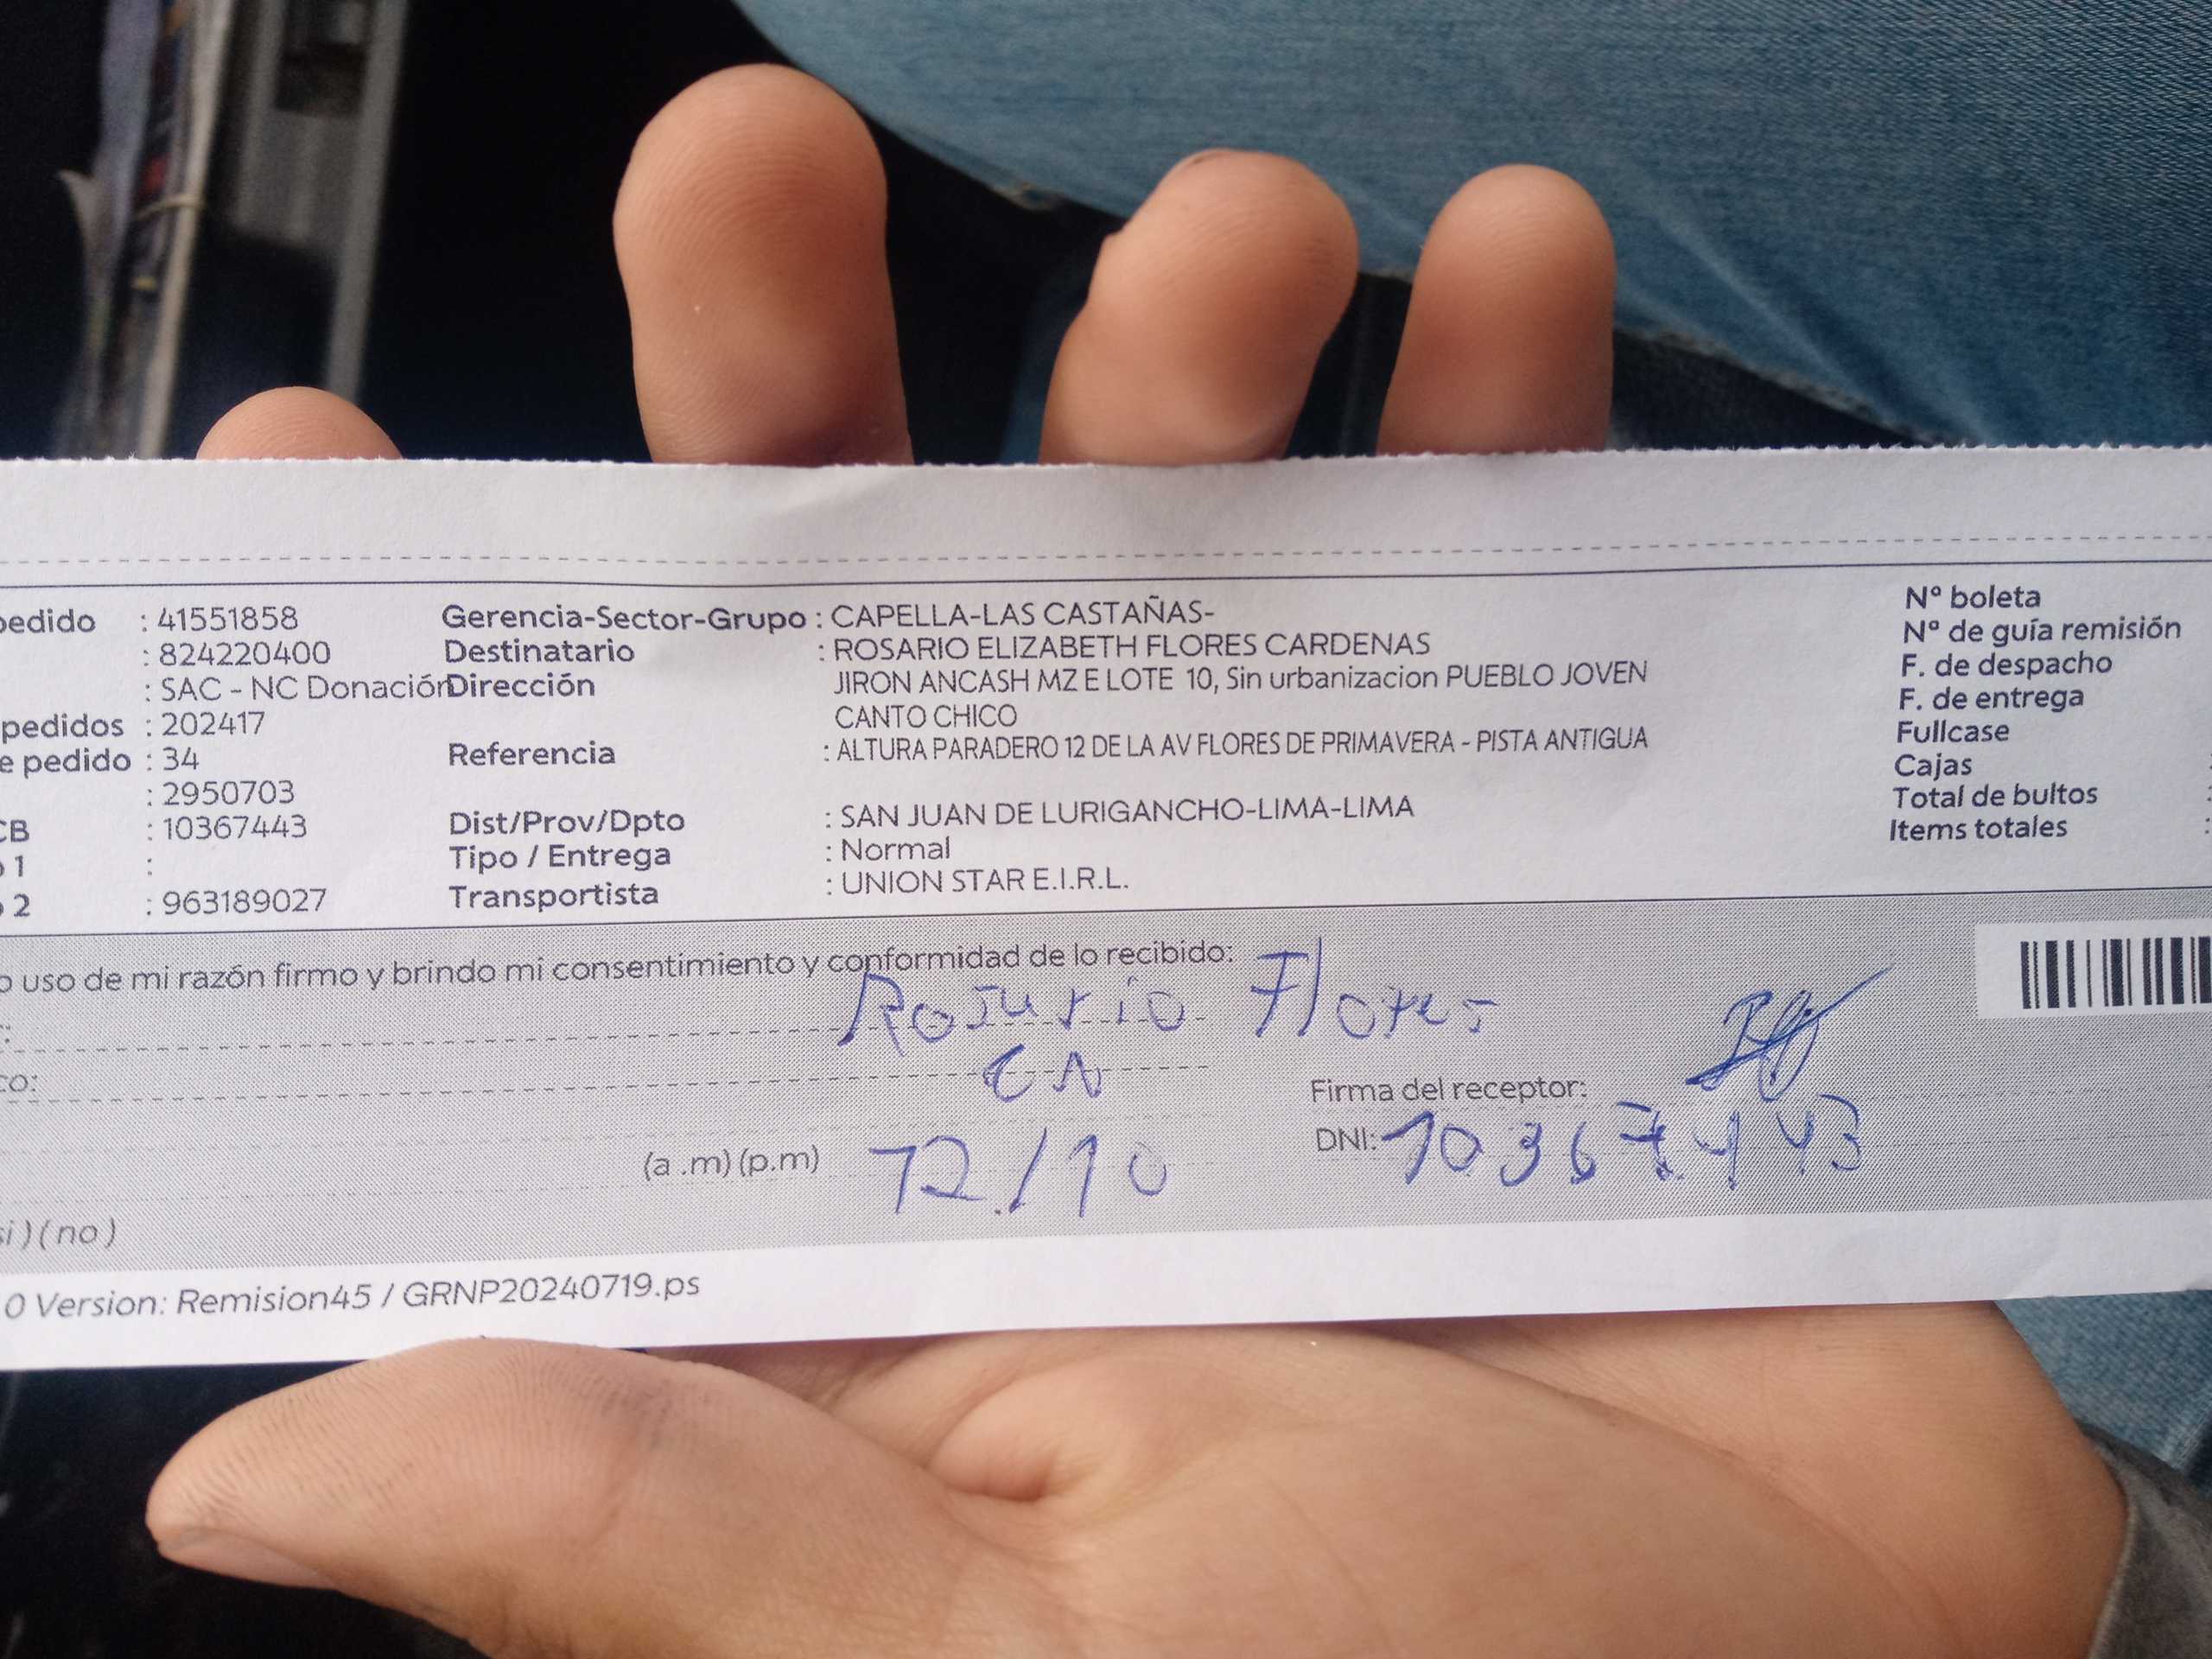 pedido : 41551858 Gerencia-Sector-Grupo : CAPELLA-LAS CASTAÑAS- Nº boleta
: 824220400 Destinatario : ROSARIO ELIZABETH FLORES CARDENAS Nº de guía remisión
: SAC - NC Donación Dirección JIRON ANCASH MZ E LOTE 10, Sin urbanizacion PUEBLO JOVEN F. de despacho
pedidos : 202417 CANTO CHICO F. de entrega
e pedido : 34 Referencia : ALTURA PARADERO 12 DE LA AV FLORES DE PRIMAVERA - PISTA ANTIGUA Fullcase
: 2950703 Cajas
CB : 10367443 Dist/Prov/Dpto : SAN JUAN DE LURIGANCHO-LIMA-LIMA Total de bultos :
o 1 : Tipo / Entrega : Normal Items totales :
o 2 : 963189027 Transportista : UNION STAR E.I.R.L.
o uso de mi razón firmo y brindo mi consentimiento y conformidad de lo recibido:
: Rosario Flores
co: CN
Firma del receptor:
(a .m) (p.m) 12/10 DNI: 10367443
si ) ( no )
0 Version: Remision45 / GRNP20240719.ps